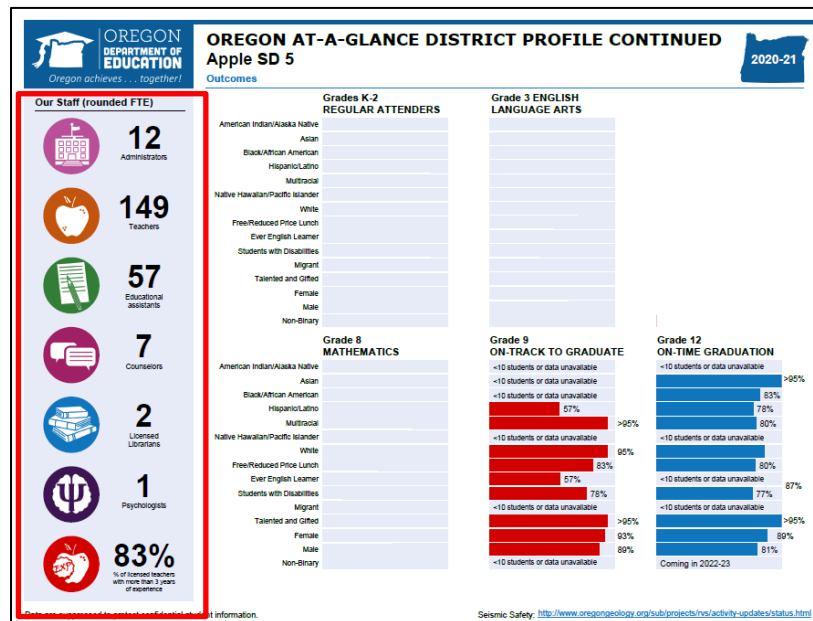 OREGON
DEPARTMENT OF
EDUCATION
Oregon achieves . . . together!
OREGON AT-A-GLANCE DISTRICT PROFILE CONTINUED
Apple SD 5
Outcomes
2020-21
Our Staff (rounded FTE)
12
Administrators
149
Teachers
57
Educational
assistants
7
Counselors
2
Licensed
Librarians
1
Psychologists
EXP
83%
% of licensed teachers
with more than 3 years
of experience
Grades K-2
REGULAR ATTENDERS
Grade 3 ENGLISH
LANGUAGE ARTS
American Indian/Alaska Native
Asian
Black/African American
Hispanic/Latino
Multiracial
Native Hawaiian/Pacific Islander
White
Free/Reduced Price Lunch
Ever English Learner
Students with Disabilities
Migrant
Talented and Gifted
Female
Male
Non-Binary
Grade 8
MATHEMATICS
Grade 9
ON-TRACK TO GRADUATE
Grade 12
ON-TIME GRADUATION
American Indian/Alaska Native <10 students or data unavailable <10 students or data unavailable
Asian <10 students or data unavailable >95%
Black/African American <10 students or data unavailable 83%
Hispanic/Latino 57% 78%
Multiracial >95% 80%
Native Hawaiian/Pacific Islander <10 students or data unavailable <10 students or data unavailable
White 95% 87%
Free/Reduced Price Lunch 83% 80%
Ever English Learner 57% <10 students or data unavailable
Students with Disabilities 78% 77%
Migrant <10 students or data unavailable <10 students or data unavailable
Talented and Gifted >95% >95%
Female 93% 89%
Male 89% 81%
Non-Binary <10 students or data unavailable Coming in 2022-23
Data are suppressed to protect confidential student information.
Seismic Safety: http://www.oregongeology.org/sub/projects/rvs/activity-updates/status.html